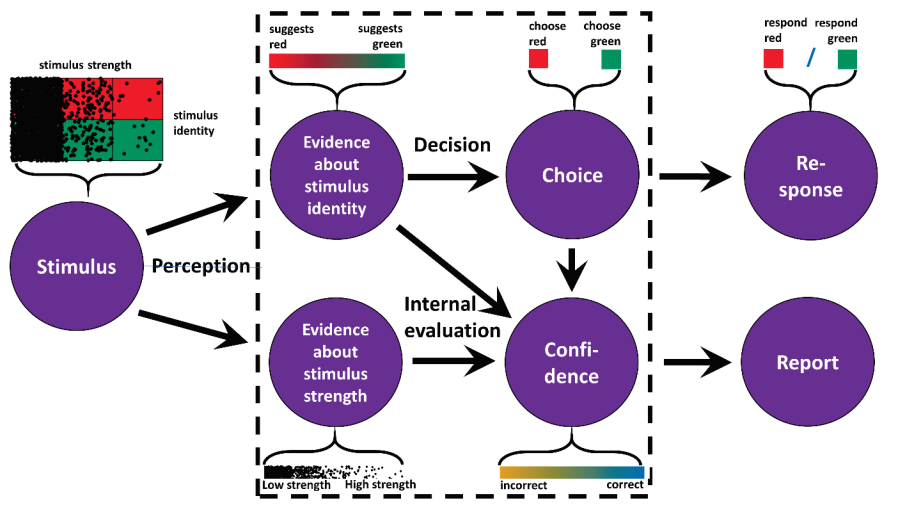 suggests
red
suggests
green
choose
red
choose
green
respond
red
respond
green
/
stimulus strength
stimulus
identity
Evidence
about
stimulus
identity
Decision
Choice
Re-
sponse
Stimulus
Perception
Internal
evaluation
Evidence
about
stimulus
strength
Confi-
dence
Report
Low strength
High strength
incorrect
correct